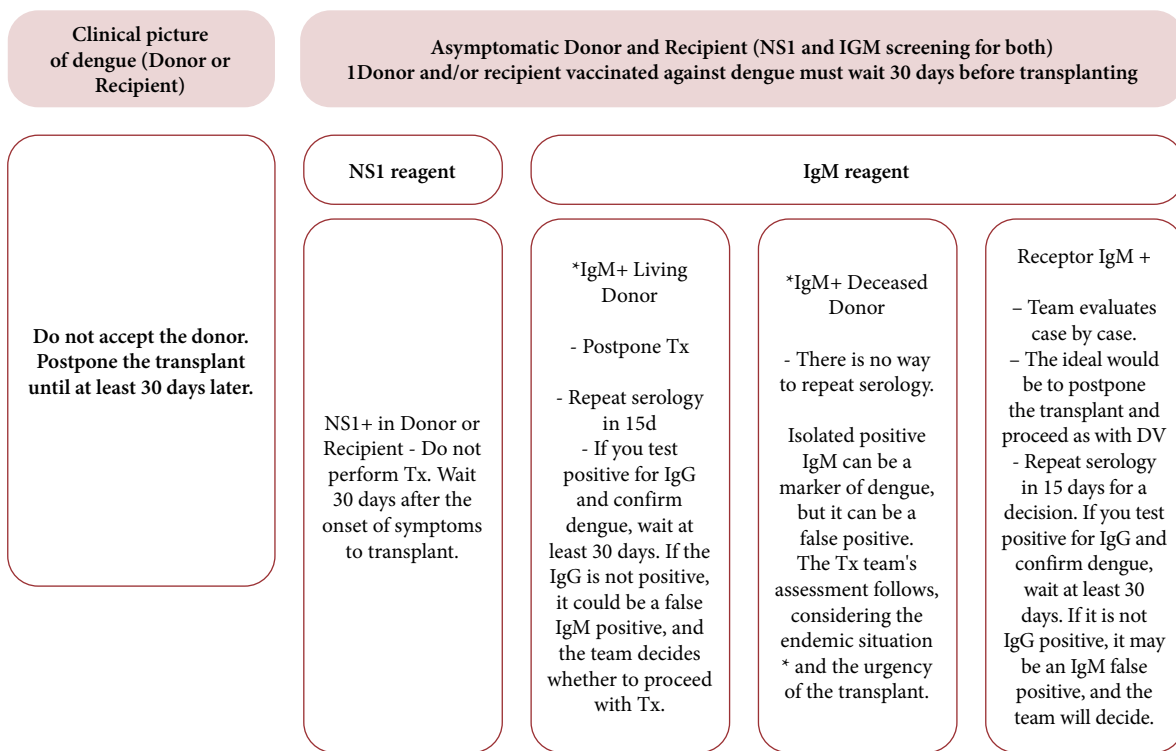 Clinical picture
of dengue (Donor or
Recipient)
Asymptomatic Donor and Recipient (NS1 and IGM screening for both)
1Donor and/or recipient vaccinated against dengue must wait 30 days before transplanting
Do not accept the donor.
Postpone the transplant
until at least 30 days later.
NS1 reagent
IgM reagent
NS1+ in Donor or
Recipient - Do not
perform Tx. Wait
30 days after the
onset of symptoms
to transplant.
*IgM+ Living
Donor
- Postpone Tx
- Repeat serology
in 15d
- If you test
positive for IgG
and confirm
dengue, wait at
least 30 days. If the
IgG is not positive,
it could be a false
IgM positive, and
the team decides
whether to proceed
with Tx.
*IgM+ Deceased
Donor
- There is no way
to repeat serology.
Isolated positive
IgM can be a
marker of dengue,
but it can be a
false positive.
The Tx team's
assessment follows,
considering the
endemic situation
* and the urgency
of the transplant.
Receptor IgM +
– Team evaluates
case by case.
– The ideal would
be to postpone
the transplant and
proceed as with DV
- Repeat serology
in 15 days for a
decision. If you test
positive for IgG and
confirm dengue,
wait at least 30
days. If it is not
IgG positive, it may
be an IgM false
positive, and the
team will decide.